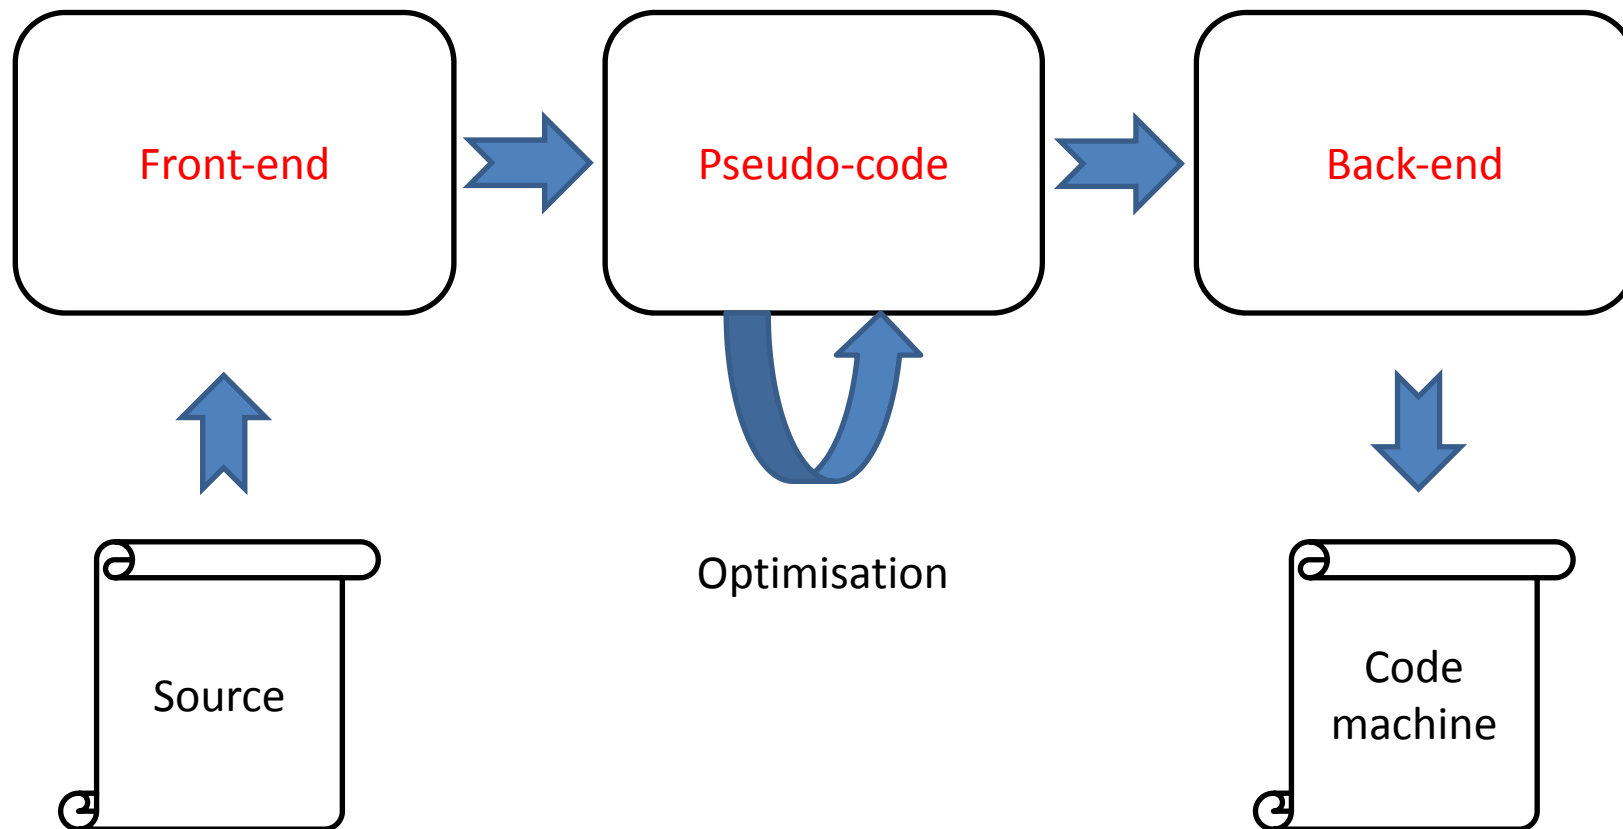 Front-end
Pseudo-code
Back-end
Optimisation
Source
Code
machine